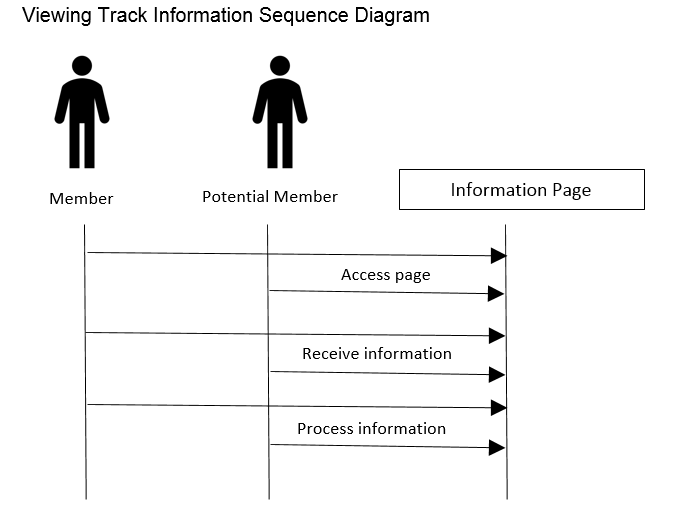 Viewing Track Information Sequence Diagram
Member
Potential Member
Information Page
Access page
Receive information
Process information